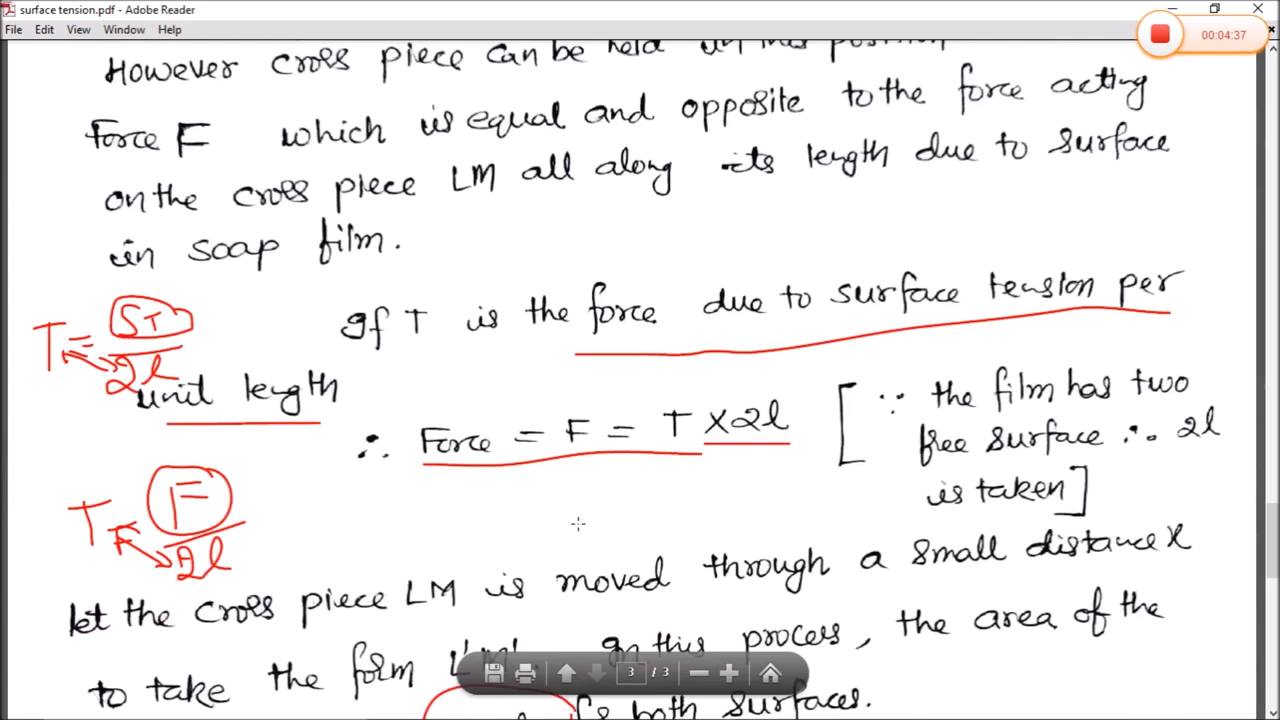 surface tension.pdf - Adobe Reader
File Edit View Window Help
00:04:37
However cross piece can be held in this position
Force F which is equal and opposite to the force acting
on the cross piece LM all along its length due to surface
in soap film.
T = ST / 2l
If T is the force due to surface tension per
unit length
∴ Force = F = T X 2l [ ∵ the film has two
free surface ∴ 2l
is taken ]
T = F / 2l
let the cross piece LM is moved through a small distance x
to take the form L'M'. In this process, the area of the
3 / 3
both surfaces.